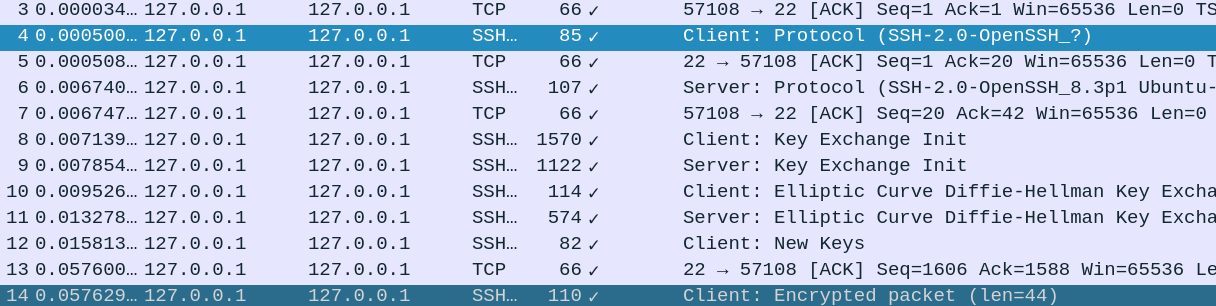 3 0.000034… 127.0.0.1 127.0.0.1 TCP 66 ✓ 57108 → 22 [ACK] Seq=1 Ack=1 Win=65536 Len=0 TS
4 0.000500… 127.0.0.1 127.0.0.1 SSH… 85 ✓ Client: Protocol (SSH-2.0-OpenSSH_?)
5 0.000508… 127.0.0.1 127.0.0.1 TCP 66 ✓ 22 → 57108 [ACK] Seq=1 Ack=20 Win=65536 Len=0 T
6 0.006740… 127.0.0.1 127.0.0.1 SSH… 107 ✓ Server: Protocol (SSH-2.0-OpenSSH_8.3p1 Ubuntu-
7 0.006747… 127.0.0.1 127.0.0.1 TCP 66 ✓ 57108 → 22 [ACK] Seq=20 Ack=42 Win=65536 Len=0
8 0.007139… 127.0.0.1 127.0.0.1 SSH… 1570 ✓ Client: Key Exchange Init
9 0.007854… 127.0.0.1 127.0.0.1 SSH… 1122 ✓ Server: Key Exchange Init
10 0.009526… 127.0.0.1 127.0.0.1 SSH… 114 ✓ Client: Elliptic Curve Diffie-Hellman Key Excha
11 0.013278… 127.0.0.1 127.0.0.1 SSH… 574 ✓ Server: Elliptic Curve Diffie-Hellman Key Excha
12 0.015813… 127.0.0.1 127.0.0.1 SSH… 82 ✓ Client: New Keys
13 0.057600… 127.0.0.1 127.0.0.1 TCP 66 ✓ 22 → 57108 [ACK] Seq=1606 Ack=1588 Win=65536 Le
14 0.057629… 127.0.0.1 127.0.0.1 SSH… 110 ✓ Client: Encrypted packet (len=44)